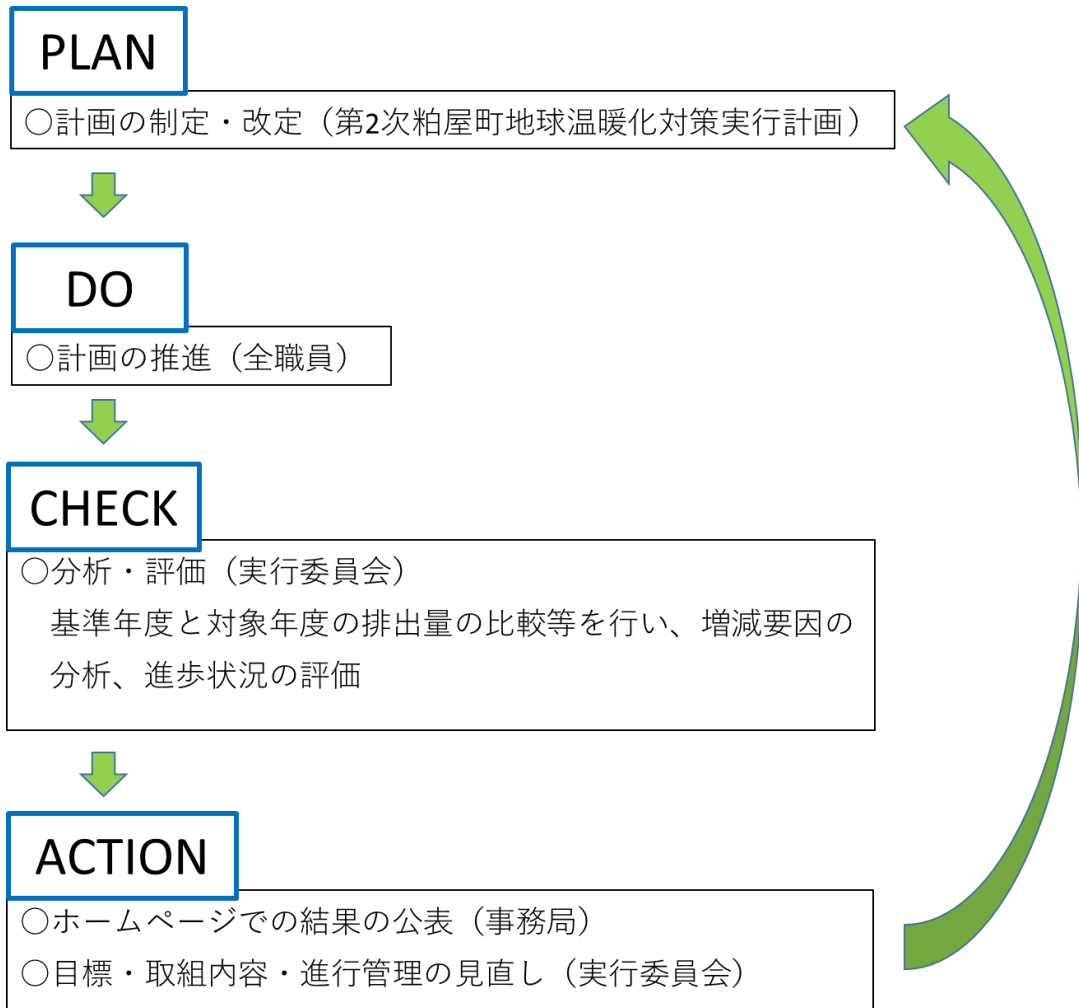 PLAN
○計画の制定・改定（第2次粕屋町地球温暖化対策実行計画）
DO
○計画の推進（全職員）
CHECK
○分析・評価（実行委員会）
基準年度と対象年度の排出量の比較等を行い、増減要因の
分析、進歩状況の評価
ACTION
○ホームページでの結果の公表（事務局）
○目標・取組内容・進行管理の見直し（実行委員会）